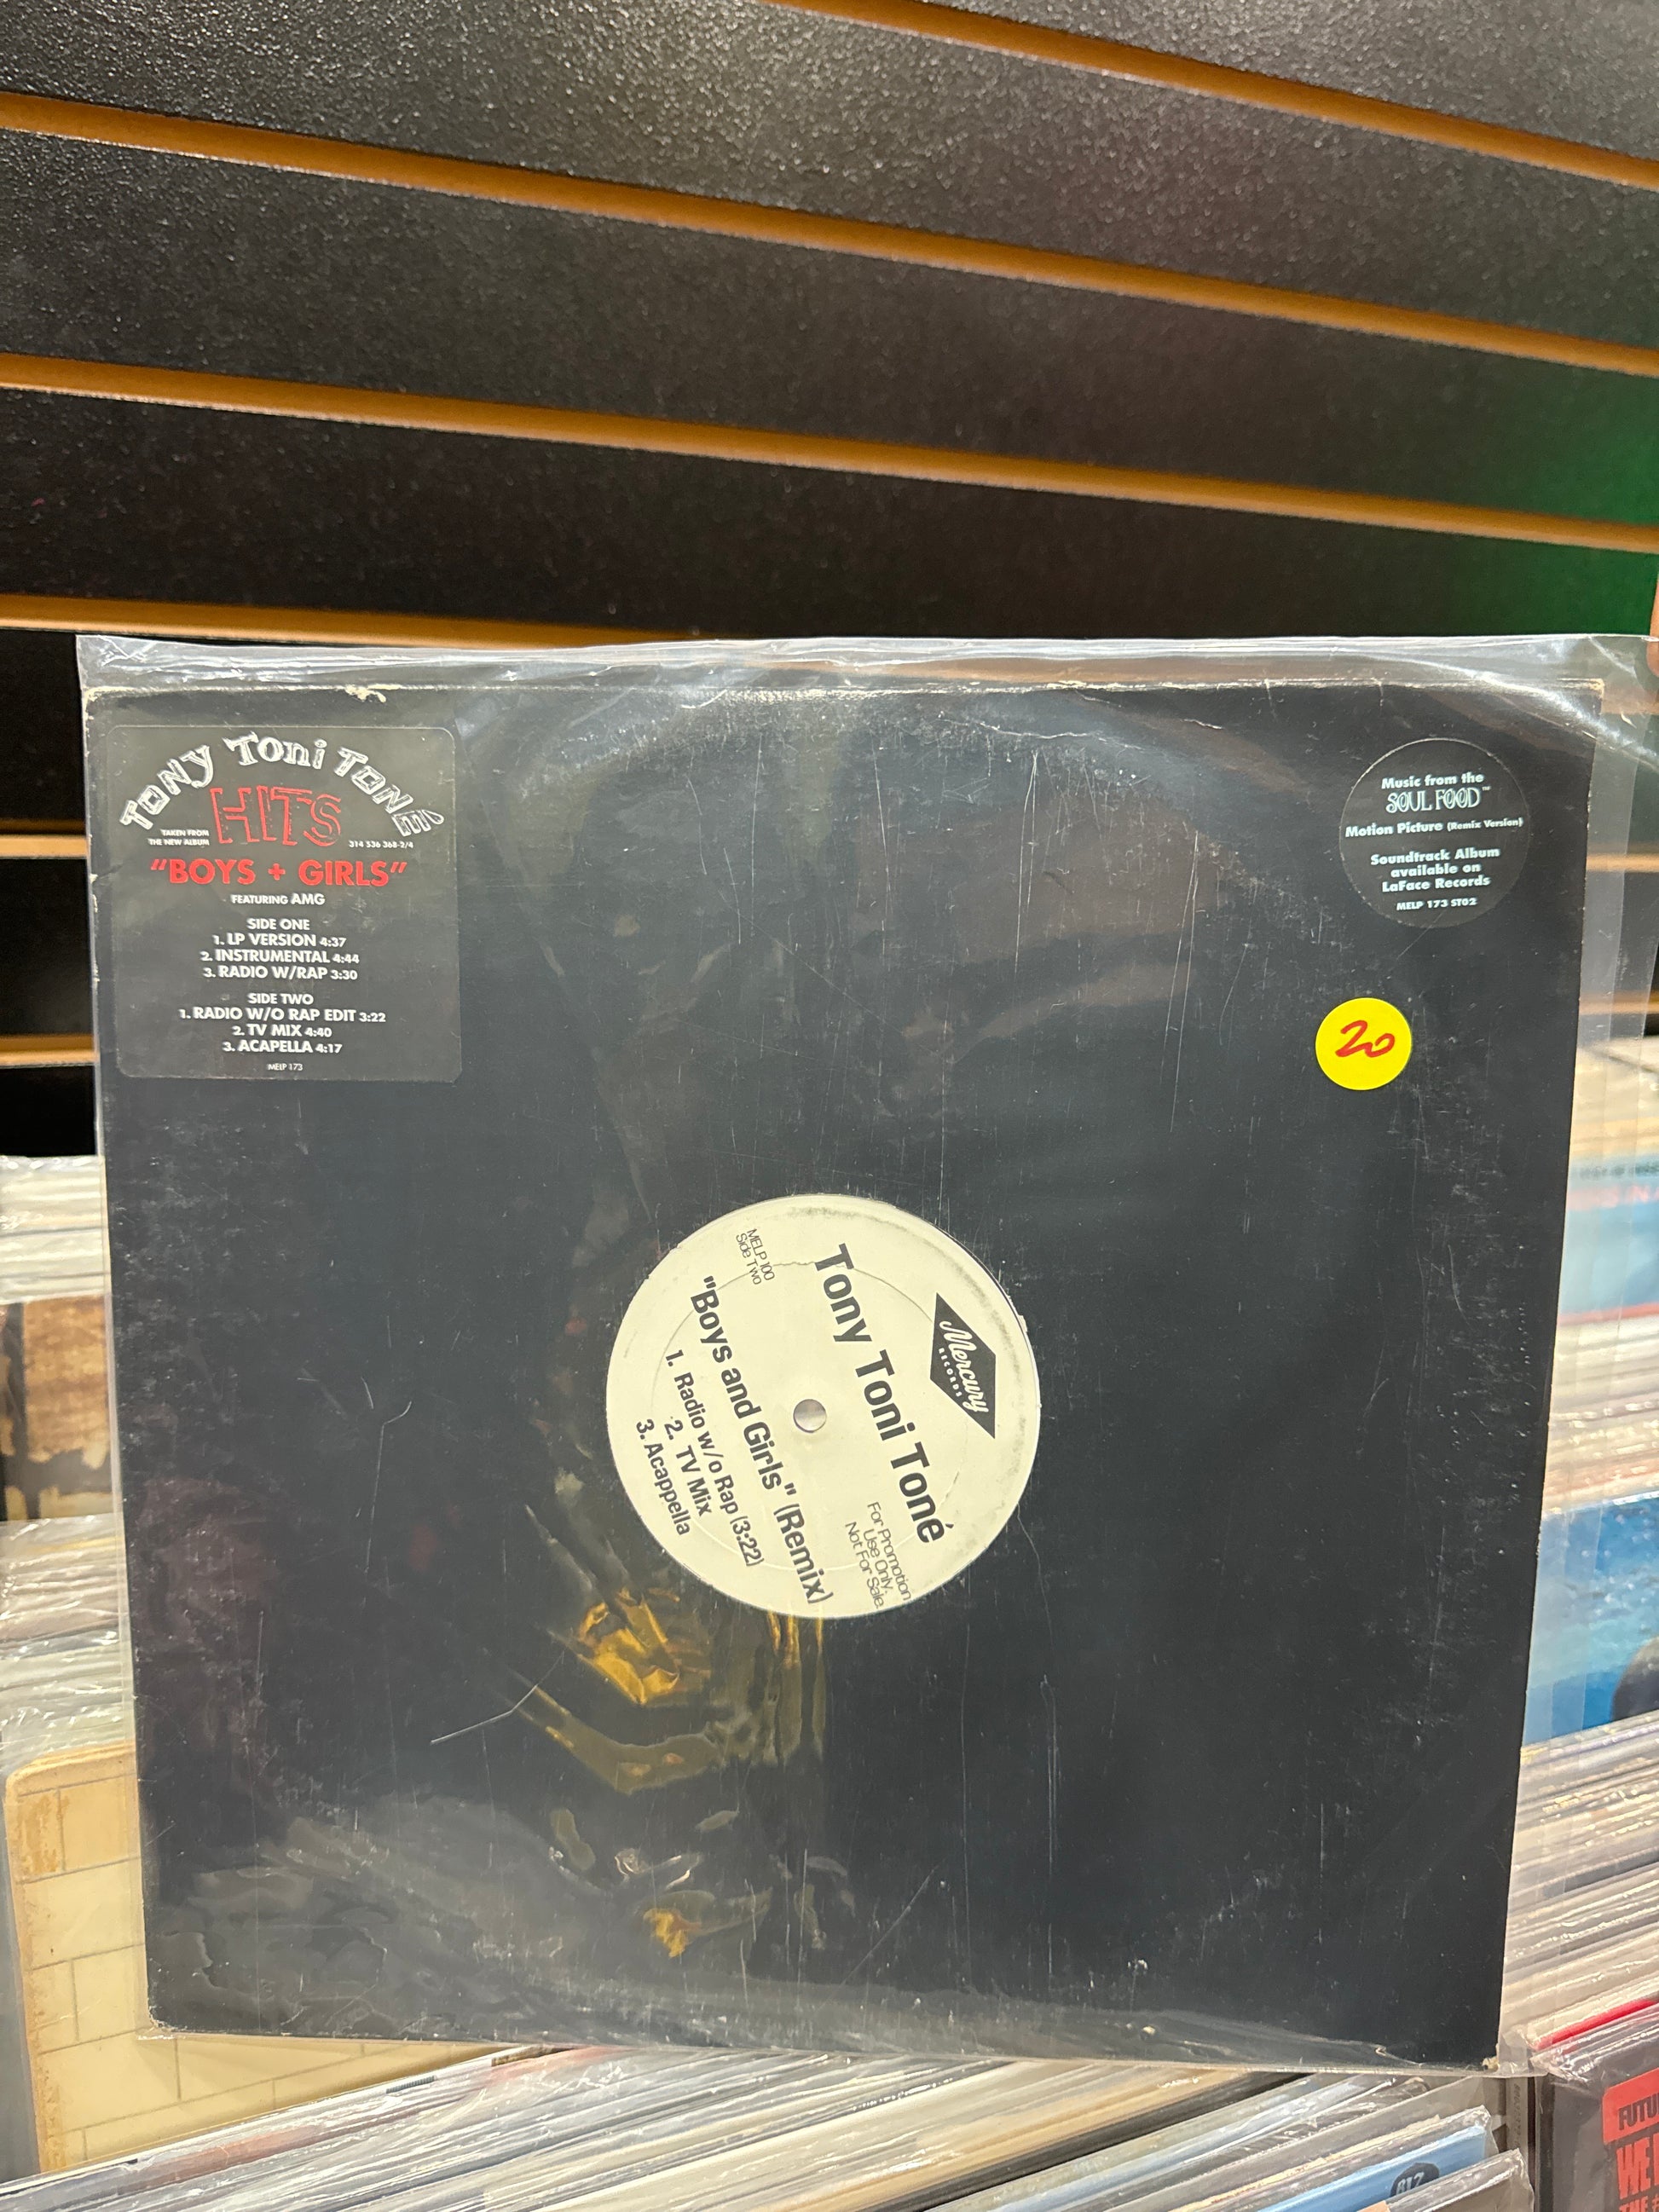 Tony Toni Toné
HITS
TAKEN FROM
THE NEW ALBUM
314 536 368-2/4
"BOYS + GIRLS"
FEATURING AMG
SIDE ONE
1. LP VERSION 4:37
2. INSTRUMENTAL 4:44
3. RADIO W/RAP 3:30
SIDE TWO
1. RADIO W/O RAP EDIT 3:22
2. TV MIX 4:40
3. ACAPELLA 4:17
MELP 173
Music from the
SOUL FOOD™
Motion Picture (Remix Version)
Soundtrack Album
available on
LaFace Records
MELP 173 ST02
20
Mercury
RECORDS
Tony Toni Toné
MELP 100
Side Two
For Promotion
Use Only.
Not For Sale.
"Boys and Girls" (Remix)
1. Radio w/o Rap (3:22)
2. TV Mix
3. Acappella